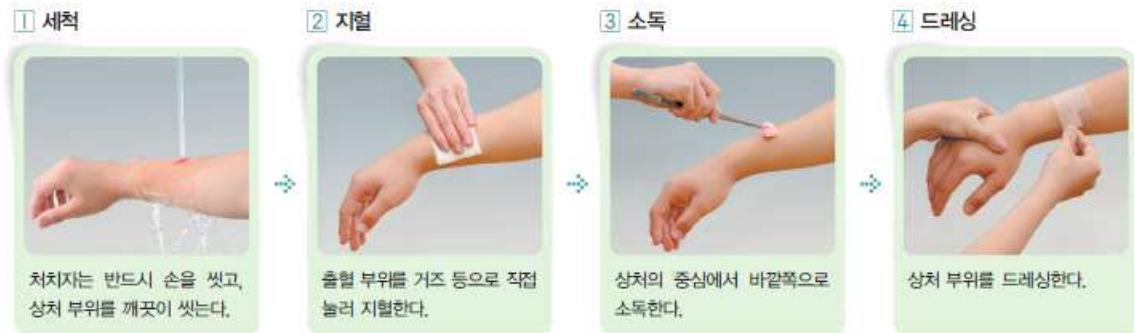 1 세척
2 지혈
3 소독
4 드레싱
처치자는 반드시 손을 씻고,
상처 부위를 깨끗이 씻는다.
출혈 부위를 거즈 등으로 직접
눌러 지혈한다.
상처의 중심에서 바깥쪽으로
소독한다.
상처 부위를 드레싱한다.